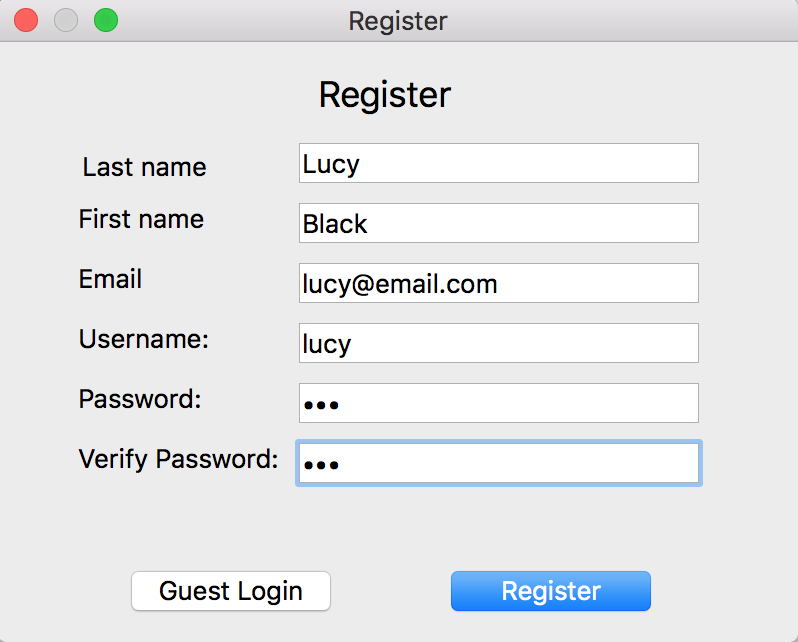 Register
Register
Last name Lucy
First name Black
Email lucy@email.com
Username: lucy
Password: •••
Verify Password: •••
Guest Login Register